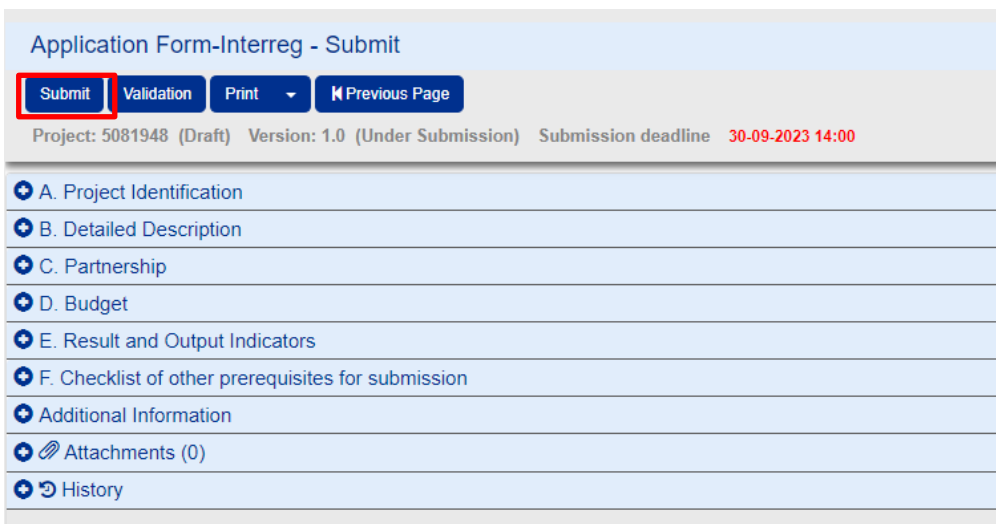 Application Form-Interreg - Submit
Submit Validation Print Previous Page
Project: 5081948 (Draft) Version: 1.0 (Under Submission) Submission deadline 30-09-2023 14:00
A. Project Identification
B. Detailed Description
C. Partnership
D. Budget
E. Result and Output Indicators
F. Checklist of other prerequisites for submission
Additional Information
Attachments (0)
History